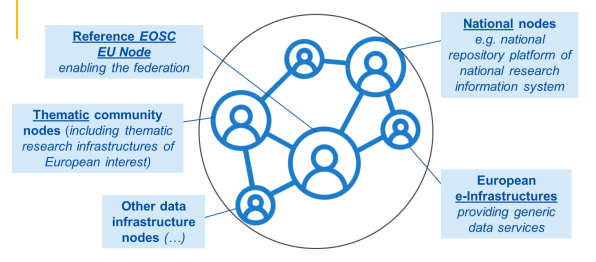 Reference EOSC
EU Node
enabling the federation
National nodes
e.g. national
repository platform of
national research
information system
Thematic community
nodes (including thematic
research infrastructures of
European interest)
Other data
infrastructure
nodes (...)
European
e-Infrastructures
providing generic
data services